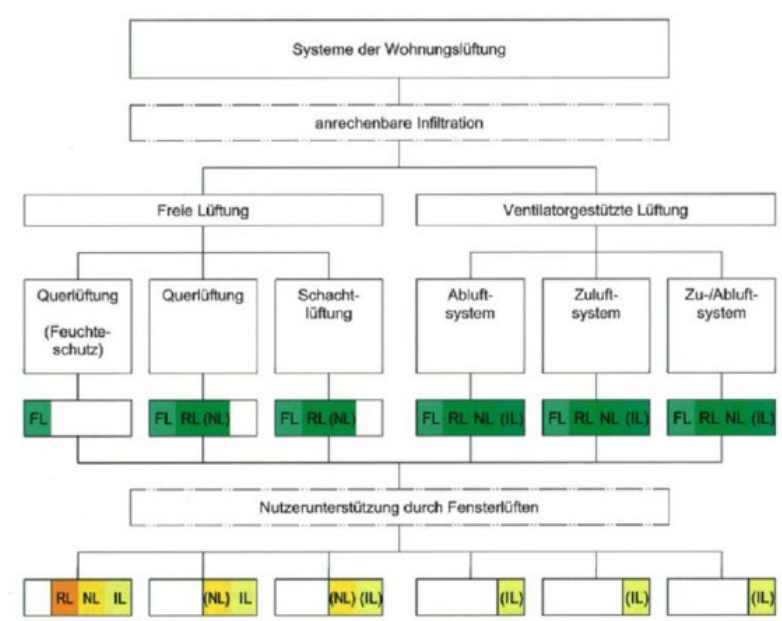 Systeme der Wohnungslüftung
anrechenbare Infiltration
Freie Lüftung
Ventilatorgestützte Lüftung
Querlüftung
(Feuchte-
schutz)
Querlüftung
Schacht-
lüftung
Abluft-
system
Zuluft-
system
Zu-/Abluft-
system
FL
FL RL (NL)
FL RL (NL)
FL RL NL (IL)
FL RL NL (IL)
FL RL NL (IL)
Nutzerunterstützung durch Fensterlüften
RL NL IL
(NL) IL
(NL) (IL)
(IL)
(IL)
(IL)